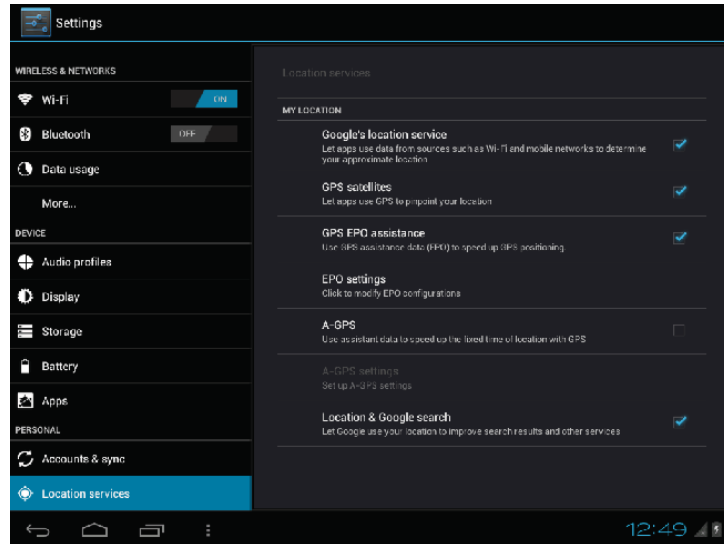 Settings
WIRELESS & NETWORKS
Wi-Fi
ON
Bluetooth
OFF
Data usage
More...
DEVICE
Audio profiles
Display
Storage
Battery
Apps
PERSONAL
Accounts & sync
Location services
Location services
MY LOCATION
Google's location service
Let apps use data from sources such as Wi-Fi and mobile networks to determine
your approximate location
GPS satellites
Let apps use GPS to pinpoint your location
GPS EPO assistance
Use GPS assistance data (EPO) to speed up GPS positioning.
EPO settings
Click to modify EPO configurations
A-GPS
Use assistant data to speed up the fixed time of location with GPS
A-GPS settings
Set up A-GPS settings
Location & Google search
Let Google use your location to improve search results and other services
12:49